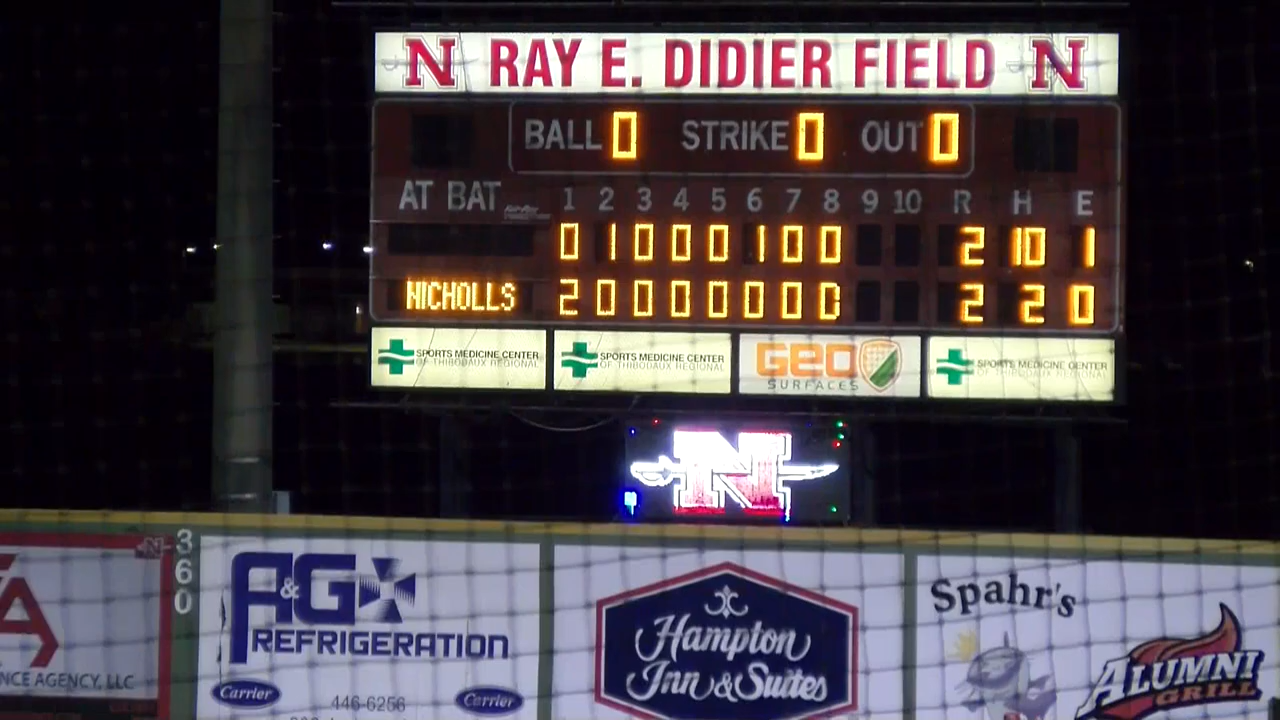 N RAY E. DIDIER FIELD N
BALL 0 STRIKE 0 OUT 0
AT BAT 1 2 3 4 5 6 7 8 9 10 R H E
0 1 0 0 0 1 0 0 2 10 1
NICHOLLS 2 0 0 0 0 0 0 0 2 2 0
SPORTS MEDICINE CENTER
OF THIBODAUX REGIONAL
SPORTS MEDICINE CENTER
OF THIBODAUX REGIONAL
GEO
SURFACES
SPORTS MEDICINE CENTER
OF THIBODAUX REGIONAL
N
N
360
A
NCE AGENCY, LLC
A&G
REFRIGERATION
Carrier
446-6256
Carrier
Hampton
Inn & Suites
Spahr's
ALUMNI
GRILL